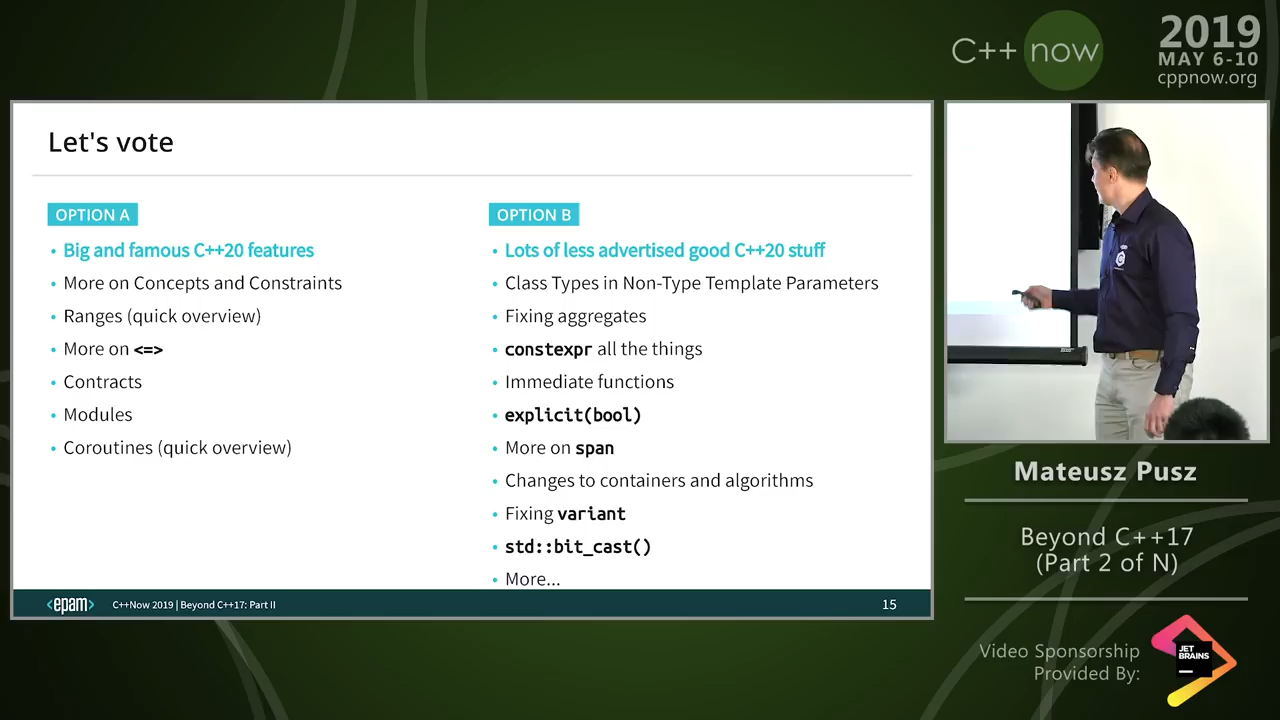 C++ now
2019
MAY 6-10
cppnow.org
Let's vote
OPTION A
• Big and famous C++20 features
• More on Concepts and Constraints
• Ranges (quick overview)
• More on <=>
• Contracts
• Modules
• Coroutines (quick overview)
OPTION B
• Lots of less advertised good C++20 stuff
• Class Types in Non-Type Template Parameters
• Fixing aggregates
• constexpr all the things
• Immediate functions
• explicit(bool)
• More on span
• Changes to containers and algorithms
• Fixing variant
• std::bit_cast()
• More...
<epam> C++Now 2019 | Beyond C++17: Part II 15
Mateusz Pusz
Beyond C++17
(Part 2 of N)
Video Sponsorship
Provided By:
JET
BRAINS